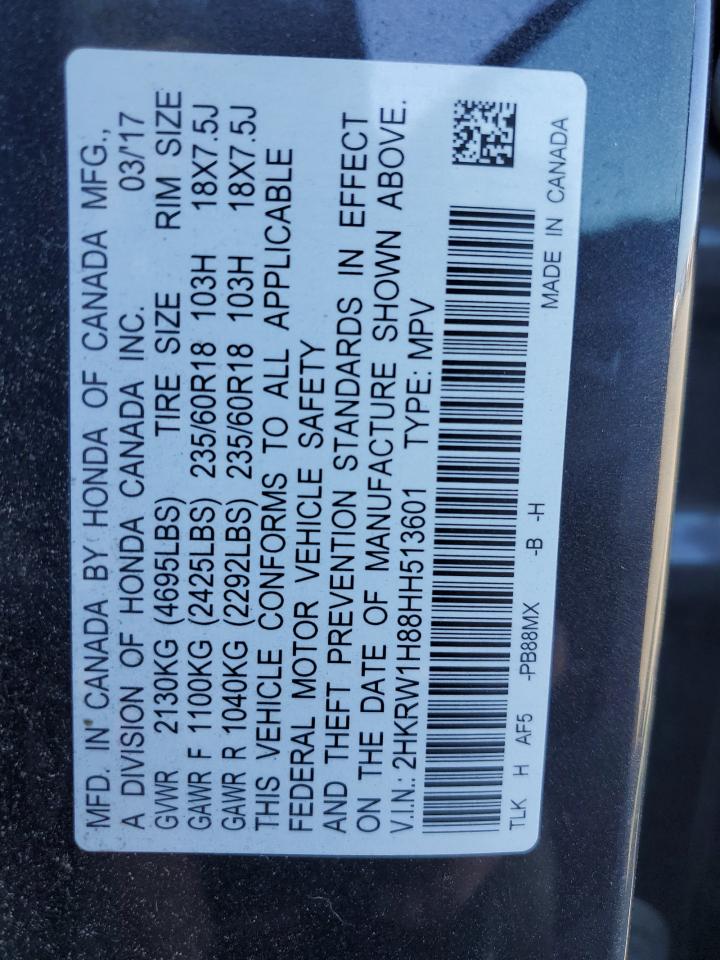 MFD. IN CANADA BY HONDA OF CANADA MFG.,
A DIVISION OF HONDA CANADA INC. 03/'17
GVWR 2130KG (4695LBS) TIRE SIZE RIM SIZE
GAWR F 1100KG (2425LBS) 235/60R18 103H 18X7.5J
GAWR R 1040KG (2292LBS) 235/60R18 103H 18X7.5J
THIS VEHICLE CONFORMS TO ALL APPLICABLE
FEDERAL MOTOR VEHICLE SAFETY
AND THEFT PREVENTION STANDARDS IN EFFECT
ON THE DATE OF MANUFACTURE SHOWN ABOVE.
V.I.N.: 2HKRW1H88HH513601 TYPE: MPV
TLK H AF5 -PB88MX -B -H MADE IN CANADA